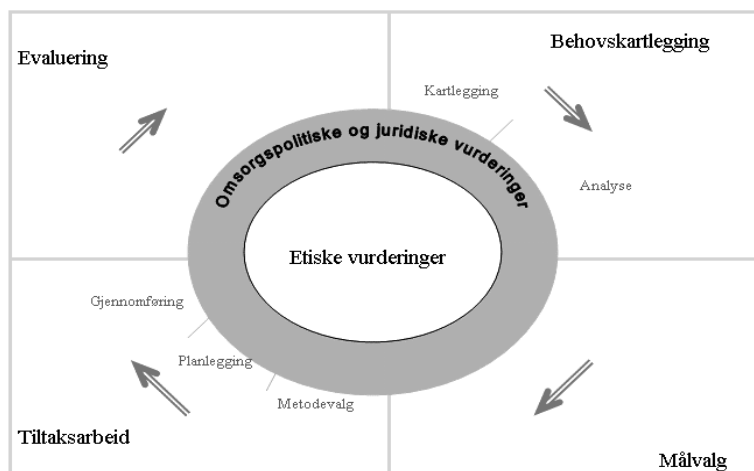 Evaluering
Behovskartlegging
Kartlegging
Omsorgspolitiske og juridiske vurderinger
Analyse
Etiske vurderinger
Gjennomføring
Planlegging
Metodevalg
Tiltaksarbeid
Målvalg